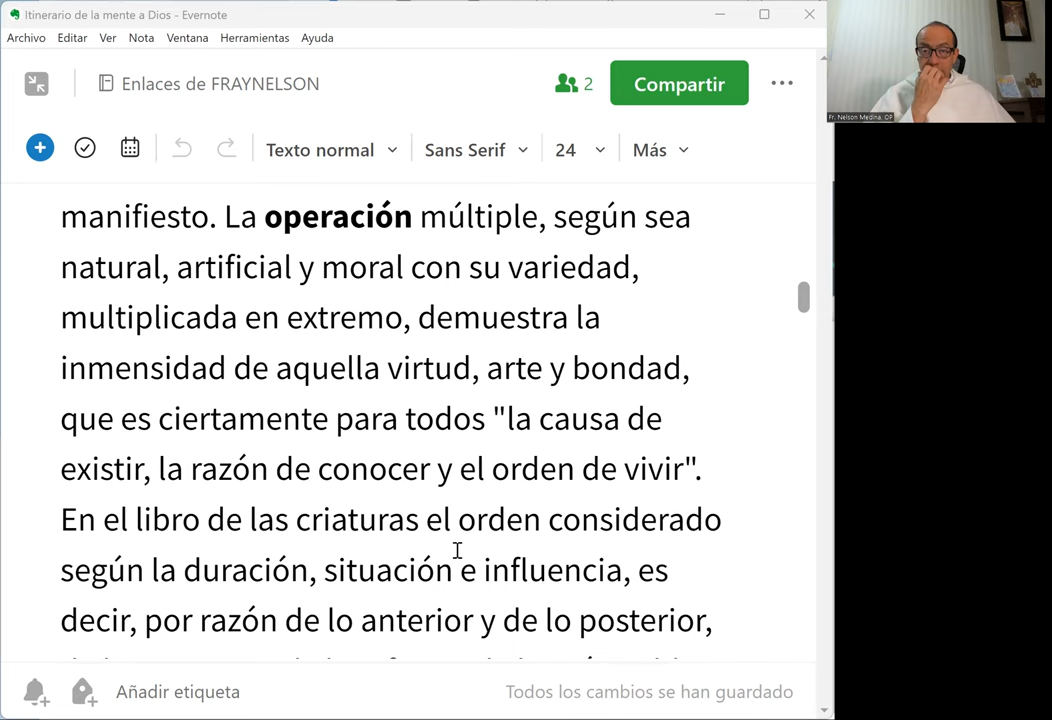 Itinerario de la mente a Dios - Evernote
Archivo Editar Ver Nota Ventana Herramientas Ayuda
Enlaces de FRAYNELSON
2
Compartir
Texto normal
Sans Serif
24
Más
manifiesto. La operación múltiple, según sea
natural, artificial y moral con su variedad,
multiplicada en extremo, demuestra la
inmensidad de aquella virtud, arte y bondad,
que es ciertamente para todos "la causa de
existir, la razón de conocer y el orden de vivir".
En el libro de las criaturas el orden considerado
según la duración, situación e influencia, es
decir, por razón de lo anterior y de lo posterior,
Añadir etiqueta
Todos los cambios se han guardado
Fr. Nelson Medina, OP